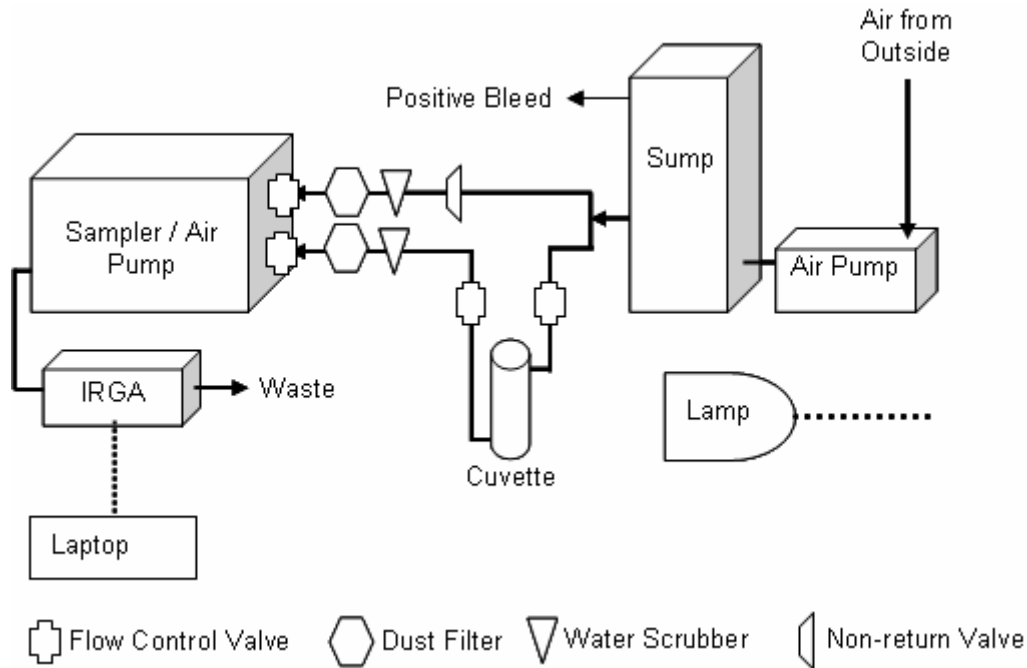 Air from
Outside
Positive Bleed
Sump
Sampler / Air
Pump
Air Pump
IRGA
Waste
Lamp
Cuvette
Laptop
Flow Control Valve
Dust Filter
Water Scrubber
Non-return Valve